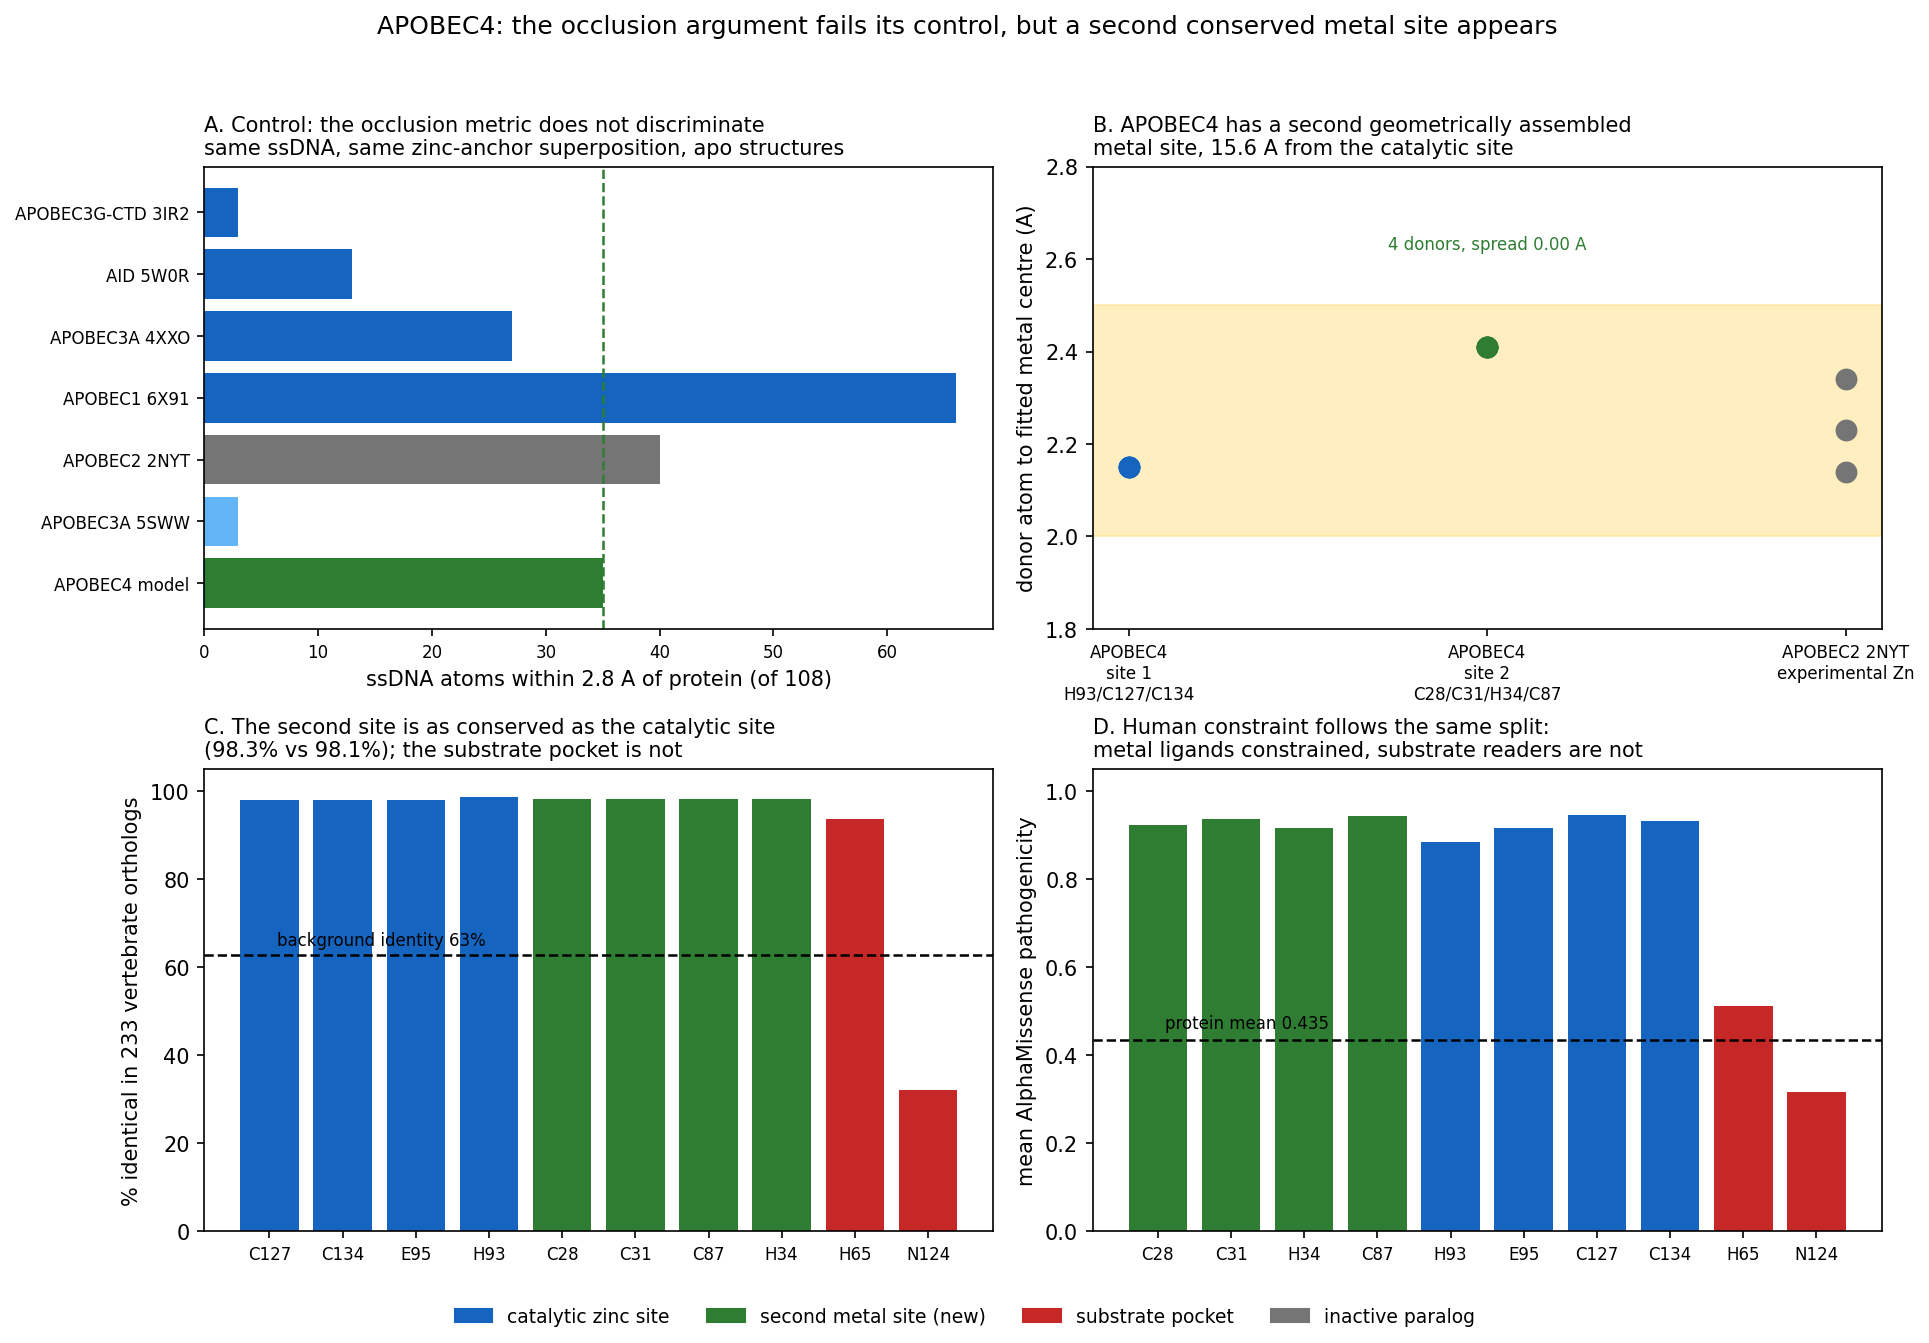 APOBEC4: the occlusion argument fails its control, but a second conserved metal site appears
A. Control: the occlusion metric does not discriminate
same ssDNA, same zinc-anchor superposition, apo structures
APOBEC3G-CTD 3IR2
AID 5W0R
APOBEC3A 4XXO
APOBEC1 6X91
APOBEC2 2NYT
APOBEC3A 5SWW
APOBEC4 model
0 10 20 30 40 50 60
ssDNA atoms within 2.8 A of protein (of 108)
B. APOBEC4 has a second geometrically assembled
metal site, 15.6 A from the catalytic site
donor atom to fitted metal centre (A)
2.8
2.6
2.4
2.2
2.0
1.8
4 donors, spread 0.00 A
APOBEC4
site 1
H93/C127/C134
APOBEC4
site 2
C28/C31/H34/C87
APOBEC2 2NYT
experimental Zn
C. The second site is as conserved as the catalytic site
(98.3% vs 98.1%); the substrate pocket is not
% identical in 233 vertebrate orthologs
100
80
60
40
20
0
background identity 63%
C127 C134 E95 H93 C28 C31 C87 H34 H65 N124
D. Human constraint follows the same split:
metal ligands constrained, substrate readers are not
mean AlphaMissense pathogenicity
1.0
0.8
0.6
0.4
0.2
0.0
protein mean 0.435
C28 C31 H34 C87 H93 E95 C127 C134 H65 N124
catalytic zinc site
second metal site (new)
substrate pocket
inactive paralog